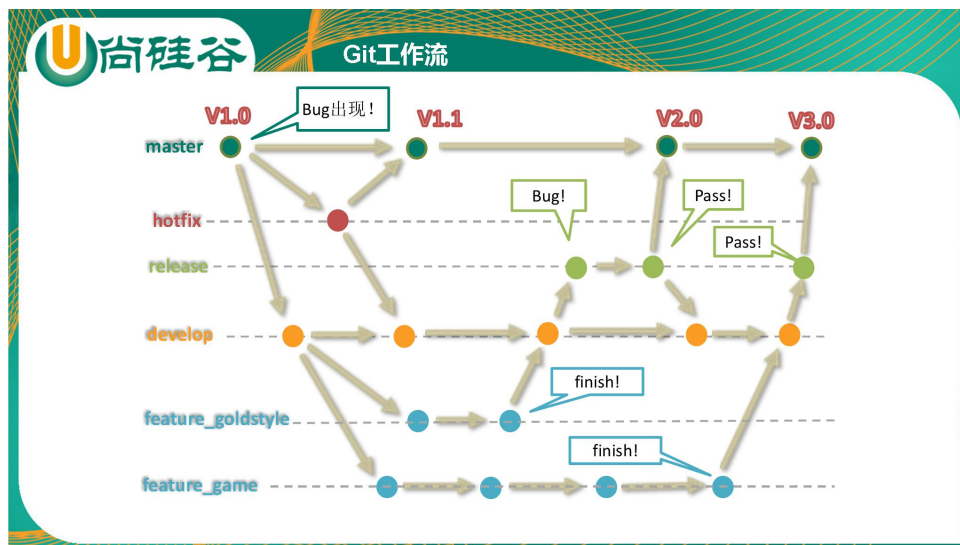 尚硅谷
Git工作流
V1.0
Bug出现！
V1.1
V2.0
V3.0
master
Bug!
Pass!
hotfix
Pass!
release
develop
finish!
feature_goldstyle
finish!
feature_game